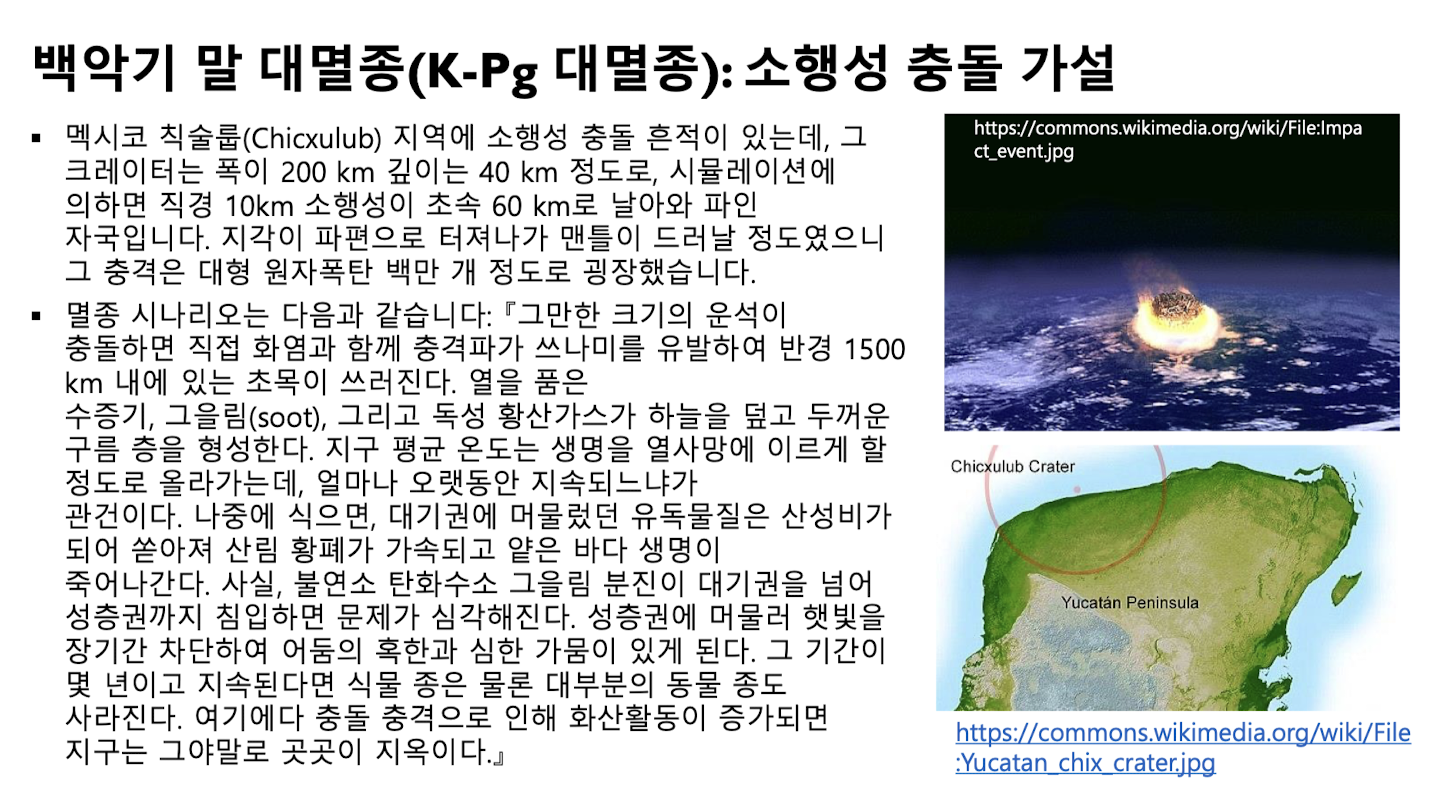 백악기 말 대멸종(K-Pg 대멸종): 소행성 충돌 가설
▪ 멕시코 칙술룹(Chicxulub) 지역에 소행성 충돌 흔적이 있는데, 그
크레이터는 폭이 200 km 깊이는 40 km 정도로, 시뮬레이션에
의하면 직경 10km 소행성이 초속 60 km로 날아와 파인
자국입니다. 지각이 파편으로 터져나가 맨틀이 드러날 정도였으니
그 충격은 대형 원자폭탄 백만 개 정도로 굉장했습니다.
▪ 멸종 시나리오는 다음과 같습니다: 『그만한 크기의 운석이
충돌하면 직접 화염과 함께 충격파가 쓰나미를 유발하여 반경 1500
km 내에 있는 초목이 쓰러진다. 열을 품은
수증기, 그을림(soot), 그리고 독성 황산가스가 하늘을 덮고 두꺼운
구름 층을 형성한다. 지구 평균 온도는 생명을 열사망에 이르게 할
정도로 올라가는데, 얼마나 오랫동안 지속되느냐가
관건이다. 나중에 식으면, 대기권에 머물렀던 유독물질은 산성비가
되어 쏟아져 산림 황폐가 가속되고 얕은 바다 생명이
죽어나간다. 사실, 불연소 탄화수소 그을림 분진이 대기권을 넘어
성층권까지 침입하면 문제가 심각해진다. 성층권에 머물러 햇빛을
장기간 차단하여 어둠의 혹한과 심한 가뭄이 있게 된다. 그 기간이
몇 년이고 지속된다면 식물 종은 물론 대부분의 동물 종도
사라진다. 여기에다 충돌 충격으로 인해 화산활동이 증가되면
지구는 그야말로 곳곳이 지옥이다.』
https://commons.wikimedia.org/wiki/File:Impa
ct_event.jpg
Chicxulub Crater
Yucatán Peninsula
https://commons.wikimedia.org/wiki/File
:Yucatan_chix_crater.jpg